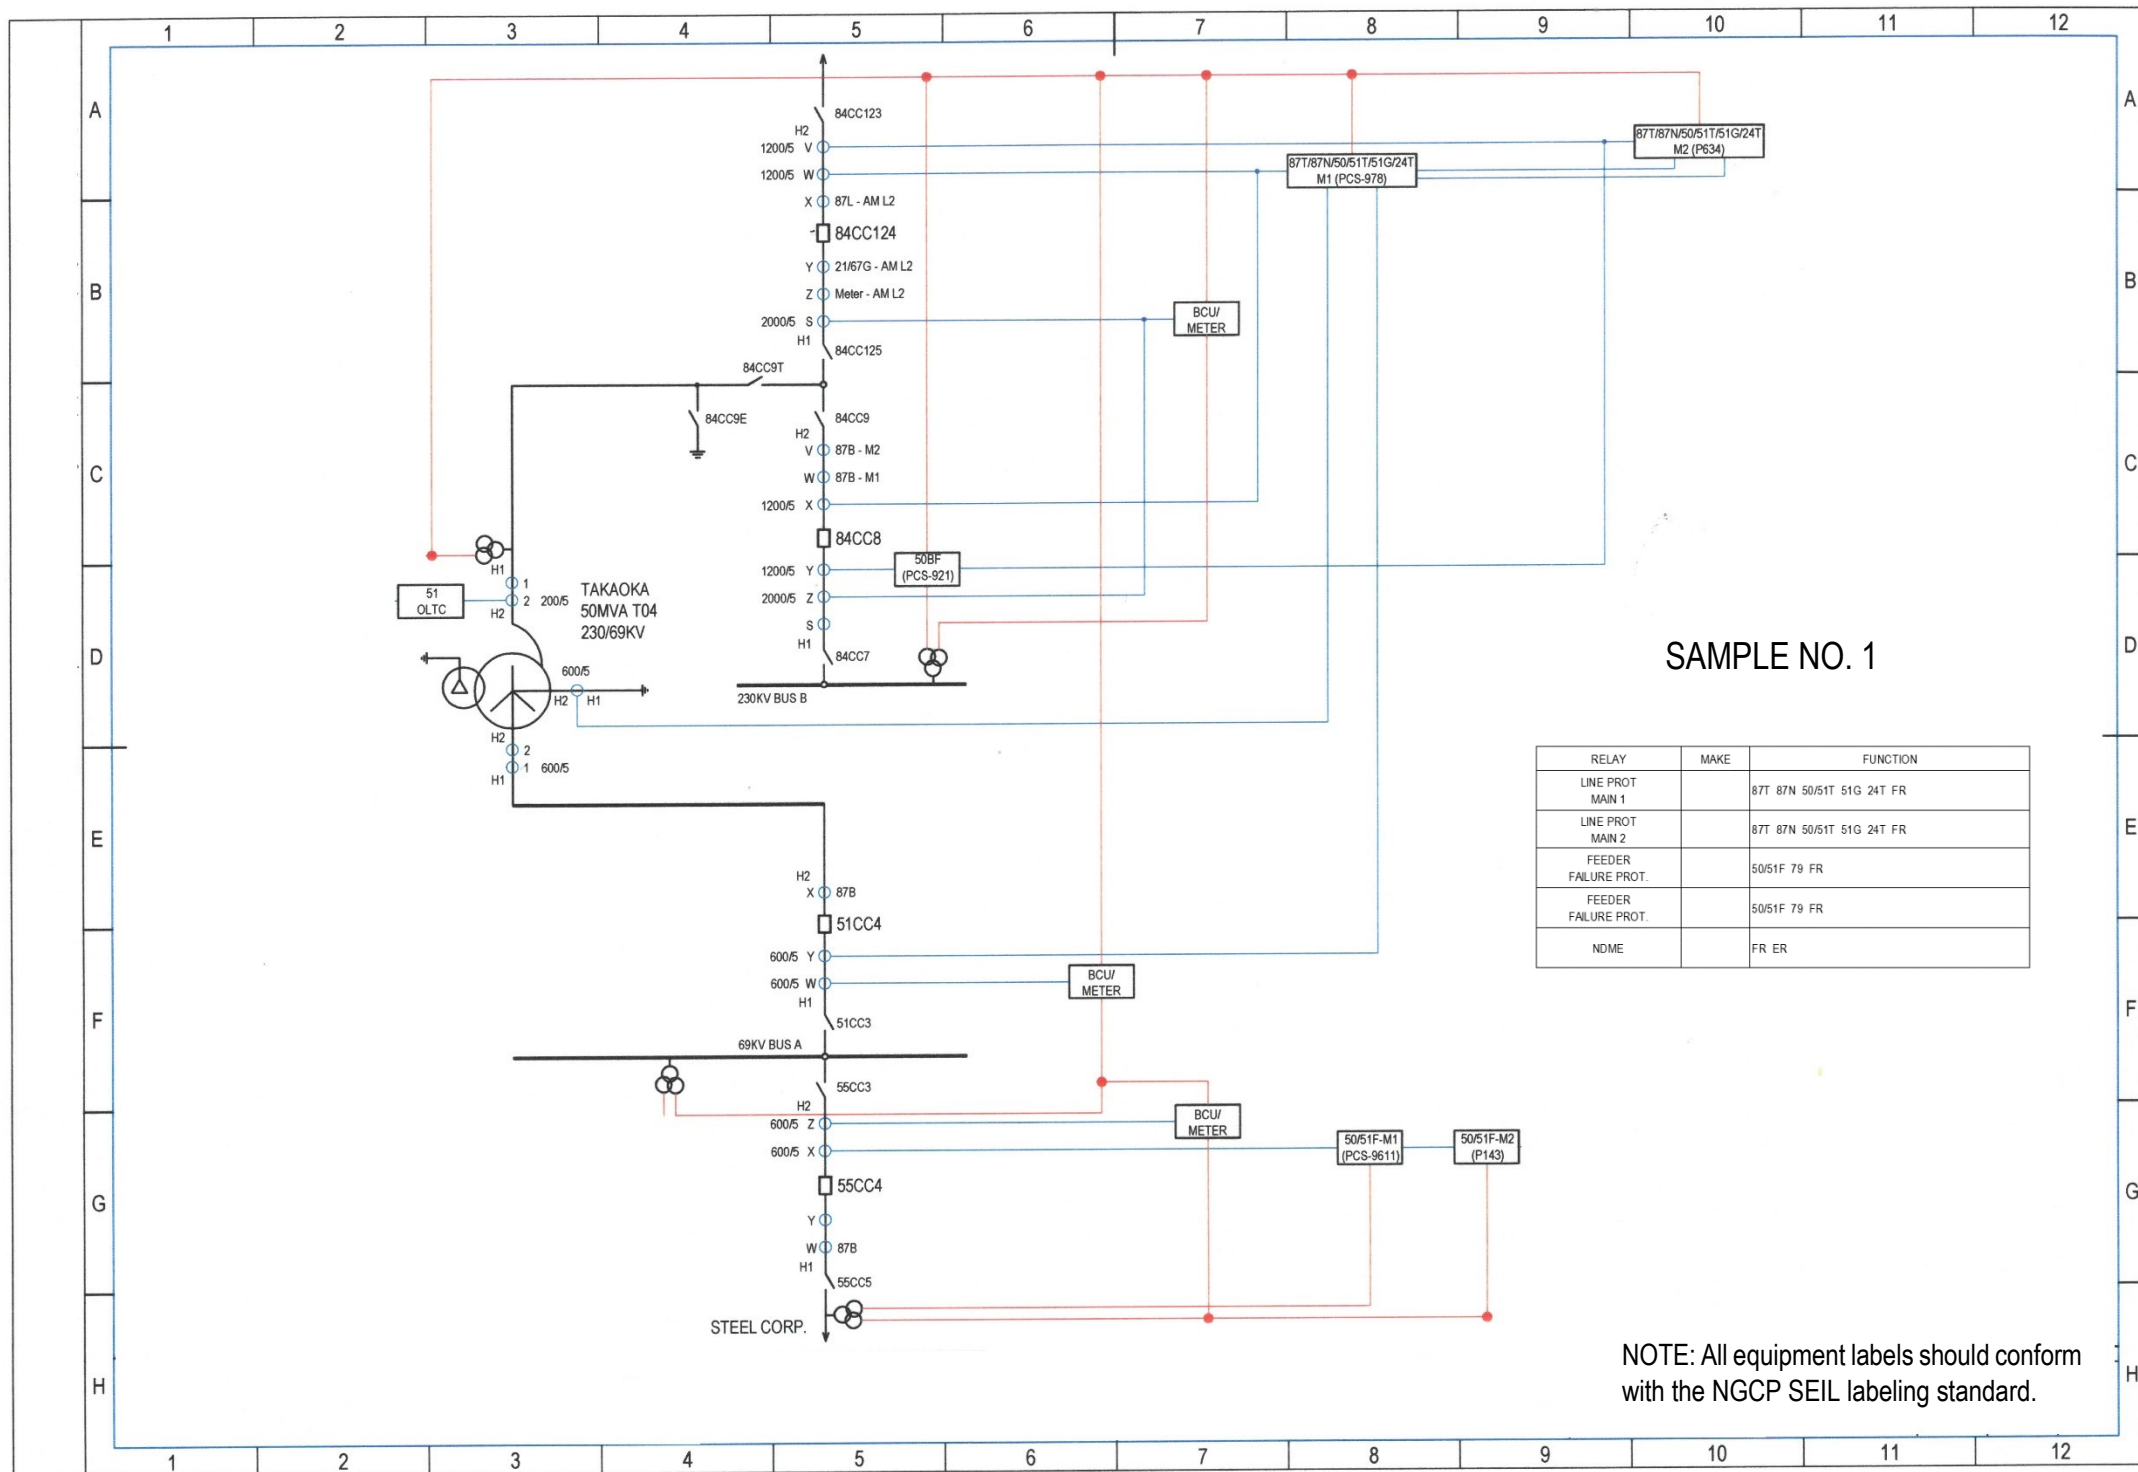 1 2 3 4 5 6 7 8 9 10 11 12
A A
84CC123
H2
1200/5 V
1200/5 W
X 87L - AM L2
84CC124
Y 21/67G - AM L2
Z Meter - AM L2
2000/5 S
H1
84CC125
87T/87N/50/51T/51G/24T
M2 (P634)
87T/87N/50/51T/51G/24T
M1 (PCS-978)
B B
BCU/
METER
84CC9T
84CC9E
84CC9
H2
V 87B - M2
W 87B - M1
1200/5 X
C C
84CC8
1200/5 Y
2000/5 Z
S
H1
84CC7
230KV BUS B
50BF
(PCS-921)
H1
1
2 200/5
H2
51
OLTC
TAKAOKA
50MVA T04
230/69KV
D D
600/5
H2 H1
H2
2
1 600/5
H1
SAMPLE NO. 1
RELAY MAKE FUNCTION
LINE PROT
MAIN 1
87T 87N 50/51T 51G 24T FR
LINE PROT
MAIN 2
87T 87N 50/51T 51G 24T FR
FEEDER
FAILURE PROT.
50/51F 79 FR
FEEDER
FAILURE PROT.
50/51F 79 FR
NDME FR ER
E E
H2
X 87B
51CC4
600/5 Y
600/5 W
H1
51CC3
BCU/
METER
F F
69KV BUS A
55CC3
H2
600/5 Z
600/5 X
BCU/
METER
50/51F-M1
(PCS-9611)
50/51F-M2
(P143)
55CC4
G G
Y
W 87B
H1
55CC5
STEEL CORP.
NOTE: All equipment labels should conform
with the NGCP SEIL labeling standard.
H H
1 2 3 4 5 6 7 8 9 10 11 12